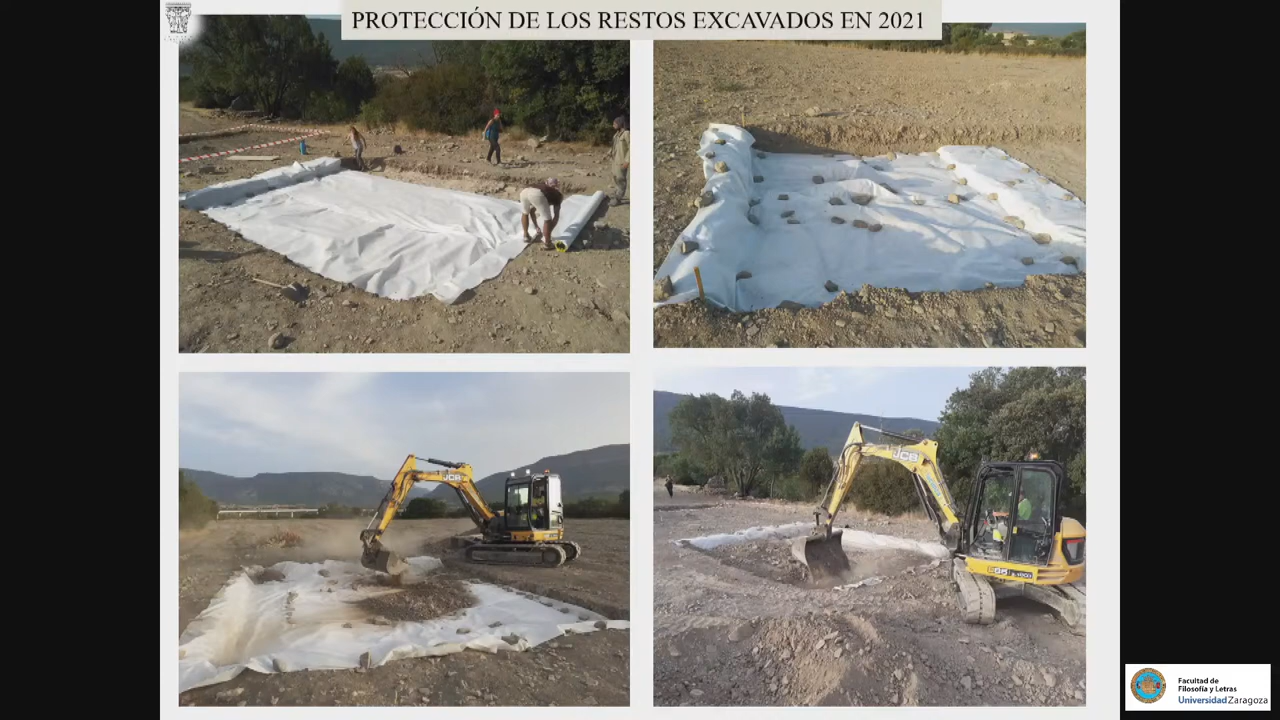 PROTECCIÓN DE LOS RESTOS EXCAVADOS EN 2021
JCB
JCB
Facultad de
Filosofía y Letras
Universidad Zaragoza